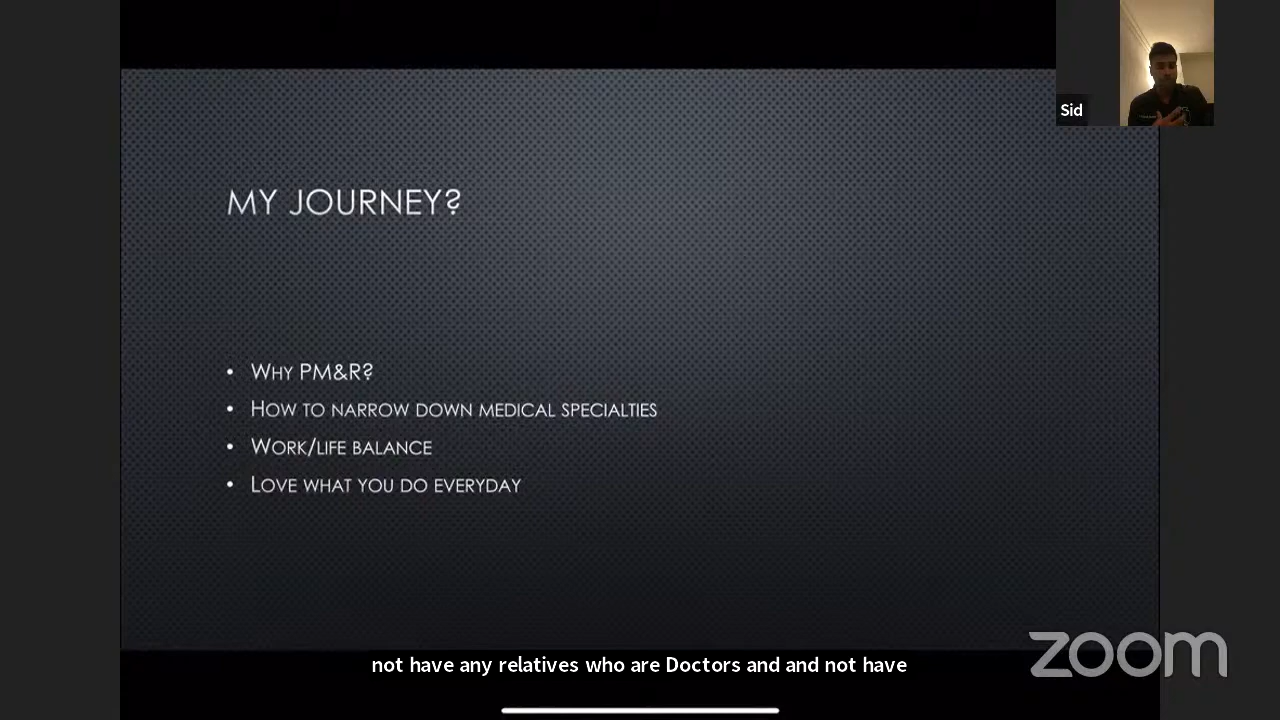 Sid
MY JOURNEY?
• WHY PM&R?
• HOW TO NARROW DOWN MEDICAL SPECIALTIES
• WORK/LIFE BALANCE
• LOVE WHAT YOU DO EVERYDAY
not have any relatives who are Doctors and and not have
zoom